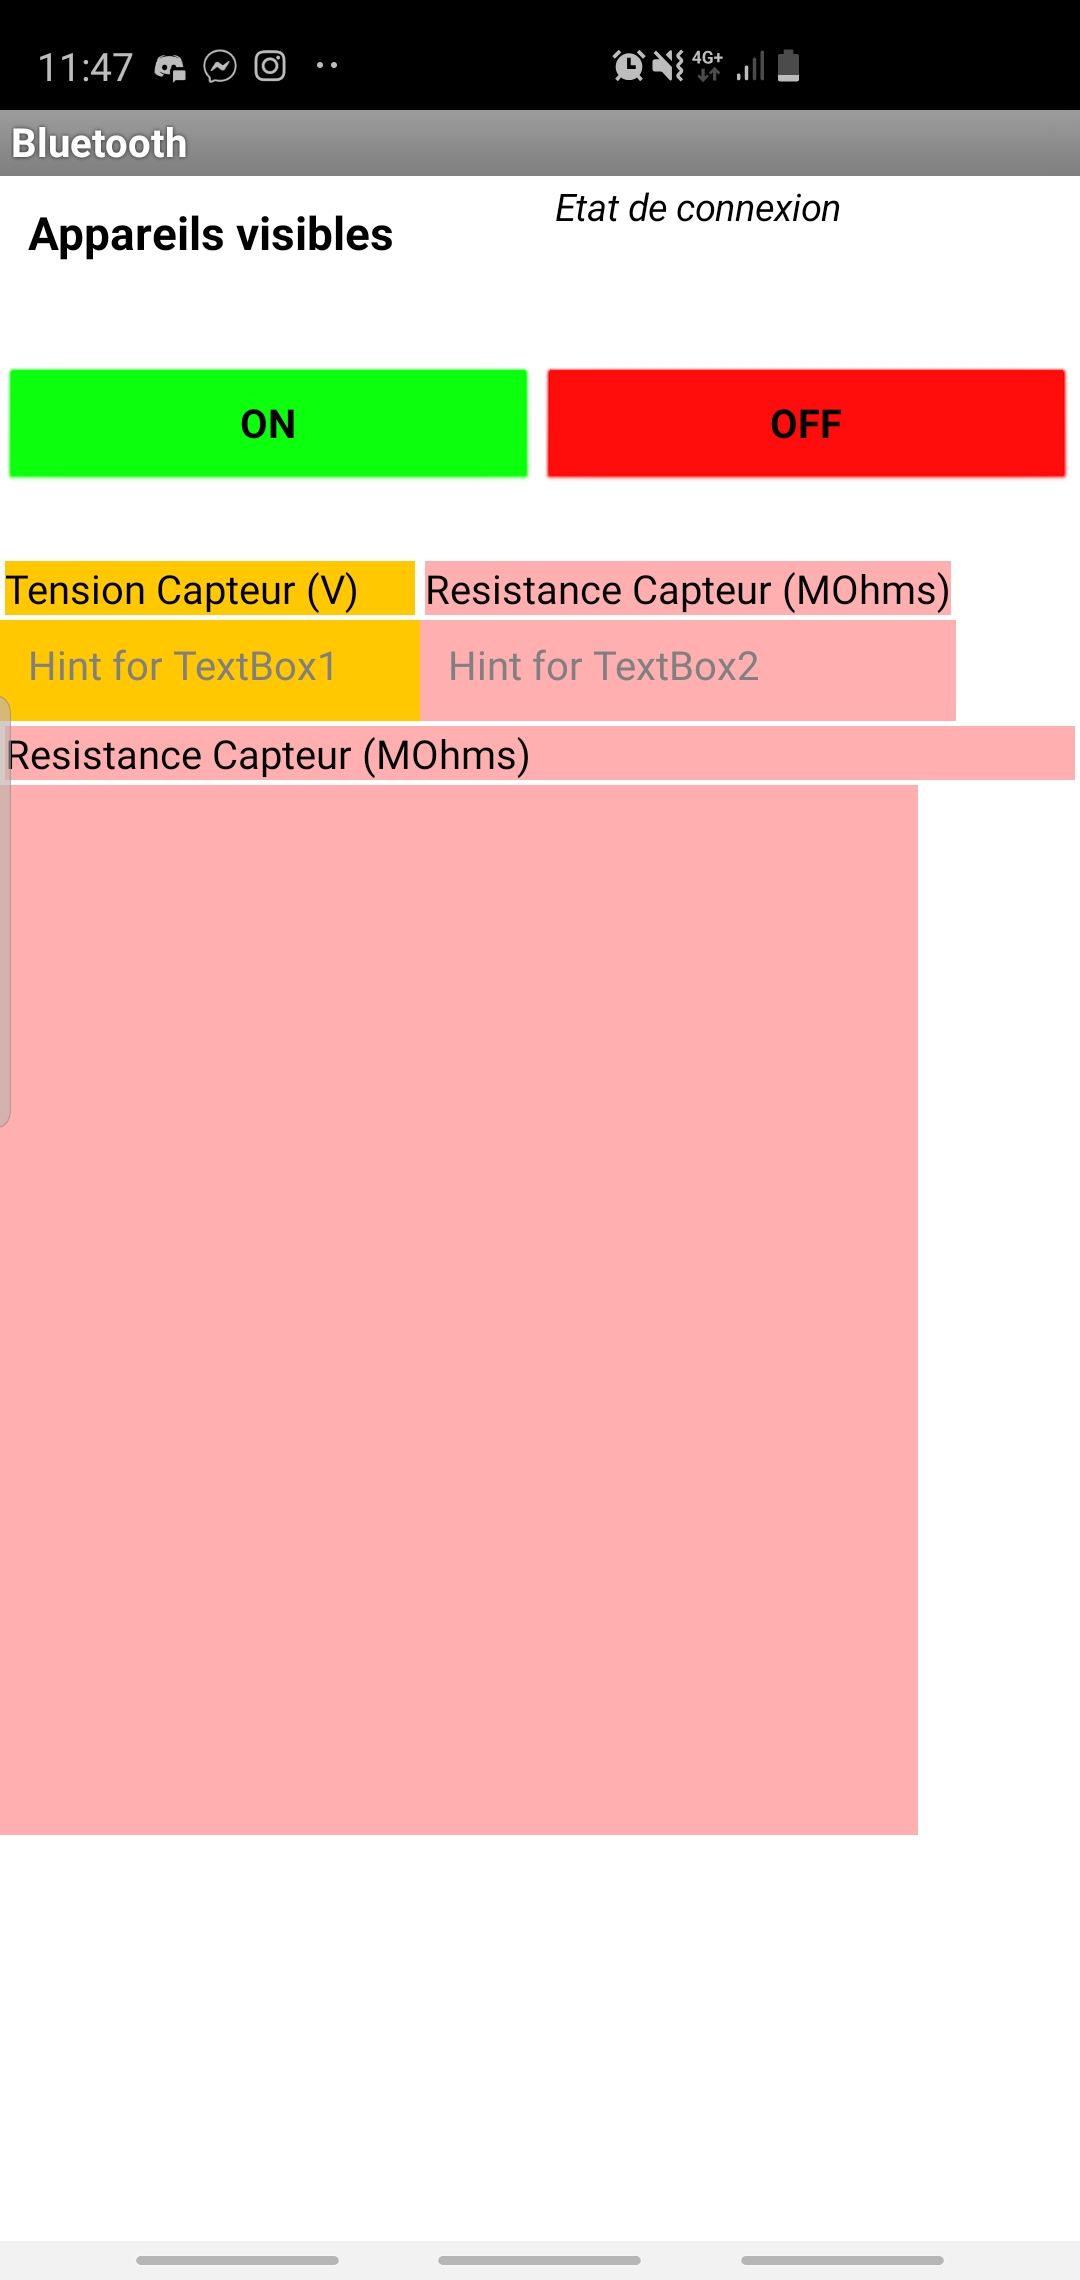 11:47 4G+
Bluetooth
Appareils visibles
Etat de connexion
ON OFF
Tension Capteur (V) Resistance Capteur (MOhms)
Hint for TextBox1 Hint for TextBox2
Resistance Capteur (MOhms)